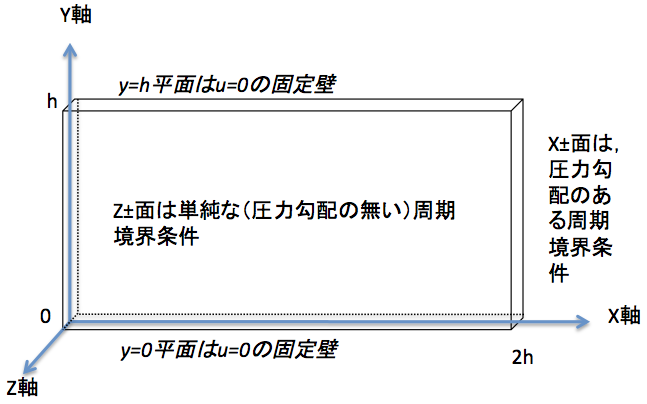 Y軸
y=h平面はu=0の固定壁
h
X±面は,
圧力勾
配のあ
る周期
境界条
件
Z±面は単純な（圧力勾配の無い）周期
境界条件
0
X軸
y=0平面はu=0の固定壁
2h
Z軸